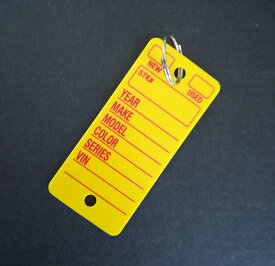 NEW USED
STK#
YEAR
MAKE
MODEL
COLOR
SERIES
VIN